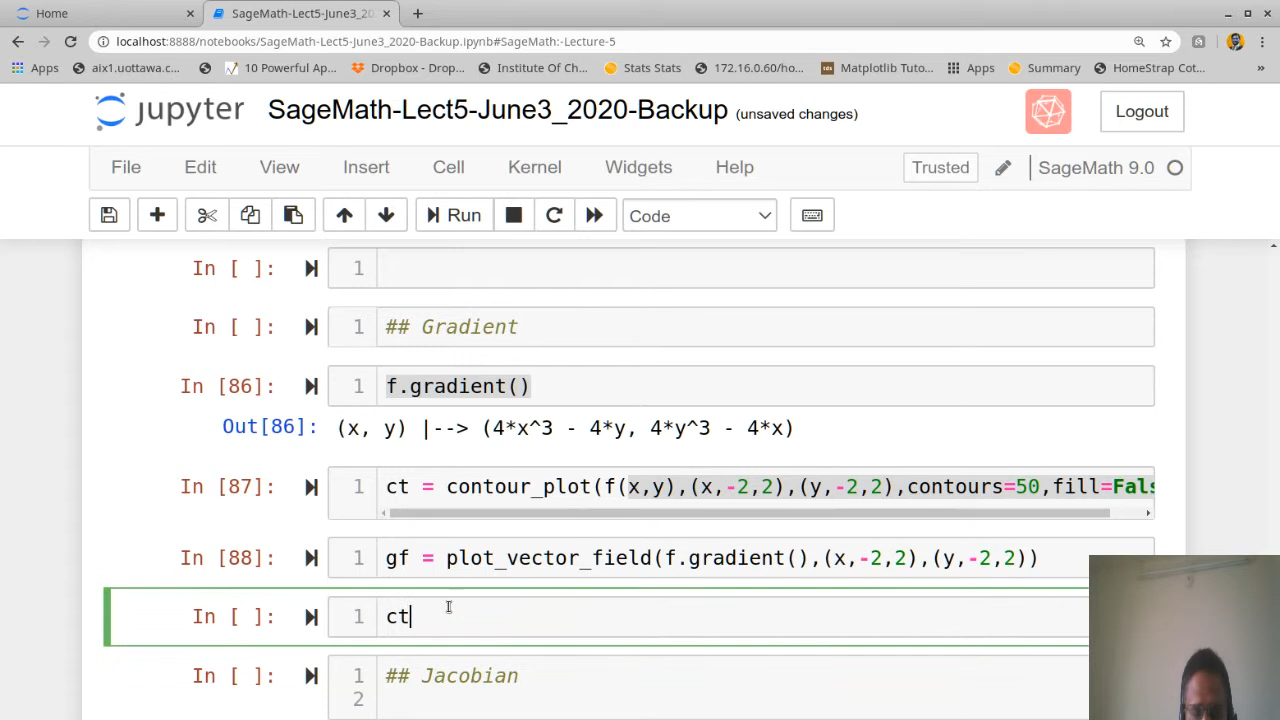 Home
SageMath-Lect5-June3_20
localhost:8888/notebooks/SageMath-Lect5-June3_2020-Backup.ipynb#SageMath:-Lecture-5
Apps aix1.uottawa.c... 10 Powerful Ap... Dropbox - Drop... Institute Of Ch... Stats Stats 172.16.0.60/ho... Matplotlib Tuto... Apps Summary HomeStrap Cot... »
jupyter SageMath-Lect5-June3_2020-Backup (unsaved changes) Logout
File Edit View Insert Cell Kernel Widgets Help Trusted SageMath 9.0
Run Code
In [ ]: 1
In [ ]: 1 ## Gradient
In [86]: 1 f.gradient()
Out[86]: (x, y) |--> (4*x^3 - 4*y, 4*y^3 - 4*x)
In [87]: 1 ct = contour_plot(f(x,y),(x,-2,2),(y,-2,2),contours=50,fill=Fals
In [88]: 1 gf = plot_vector_field(f.gradient(),(x,-2,2),(y,-2,2))
In [ ]: 1 ct
In [ ]: 1 ## Jacobian
2